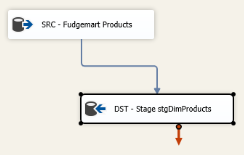 SRC - Fudgemart Products
DST - Stage stgDimProducts